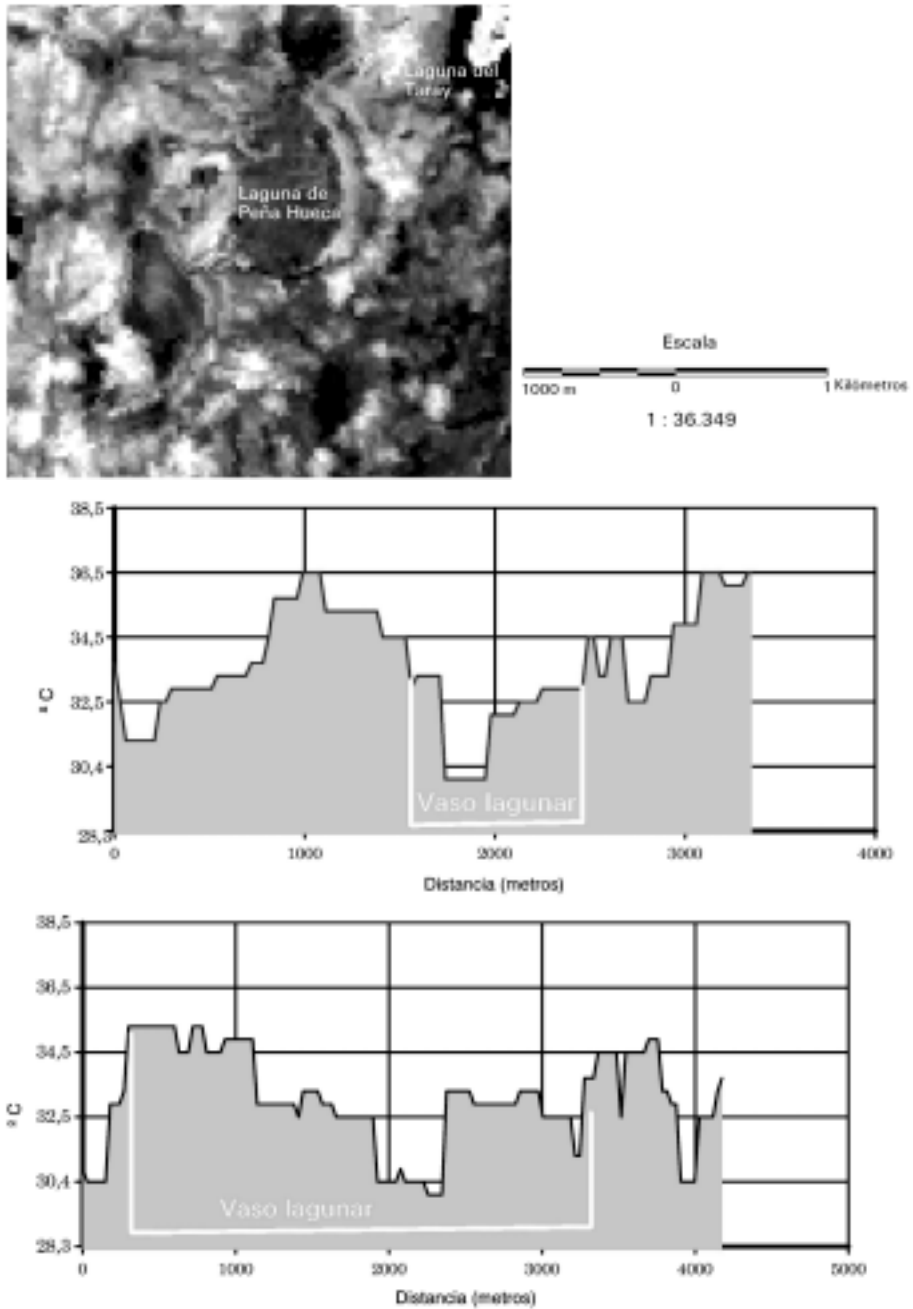 Laguna del
Taray
Laguna de
Peña Hueca
Escala
1000 m 0 1 Kilómetros
1 : 36.349
38,5
36,5
34,5
32,5
30,4
28,3
º C
Vaso lagunar
0 1000 2000 3000 4000
Distancia (metros)
38,5
36,5
34,5
32,5
30,4
28,3
º C
Vaso lagunar
0 1000 2000 3000 4000 5000
Distancia (metros)